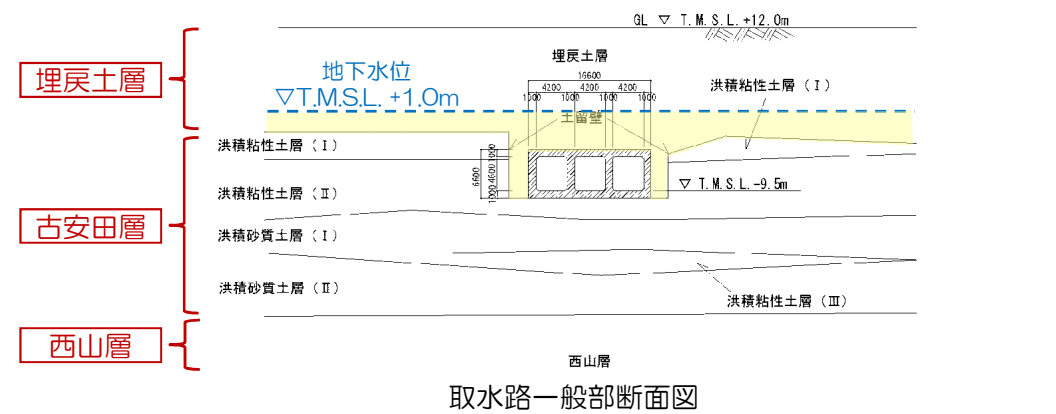 GL ▽ T.M.S.L.+12.0m
埋戻土層
埋戻土層
16600
4200 4200 4200
1000 1000 1000 1000
地下水位
▽T.M.S.L. +1.0m
洪積粘性土層(Ⅰ)
土留壁
洪積粘性土層(Ⅰ)
6600
1000 4600 1000
洪積粘性土層(Ⅱ)
▽ T.M.S.L.-9.5m
古安田層
洪積砂質土層(Ⅰ)
洪積砂質土層(Ⅱ)
洪積粘性土層(Ⅲ)
西山層
西山層
取水路一般部断面図